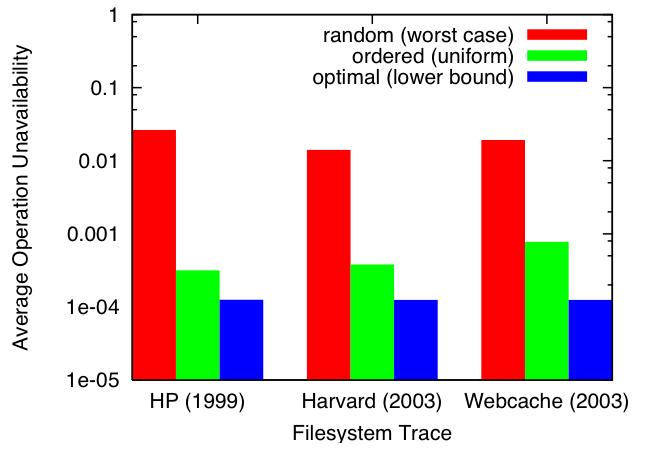 1
0.1
0.01
0.001
1e-04
1e-05
Average Operation Unavailability
random (worst case)
ordered (uniform)
optimal (lower bound)
HP (1999)
Harvard (2003)
Webcache (2003)
Filesystem Trace